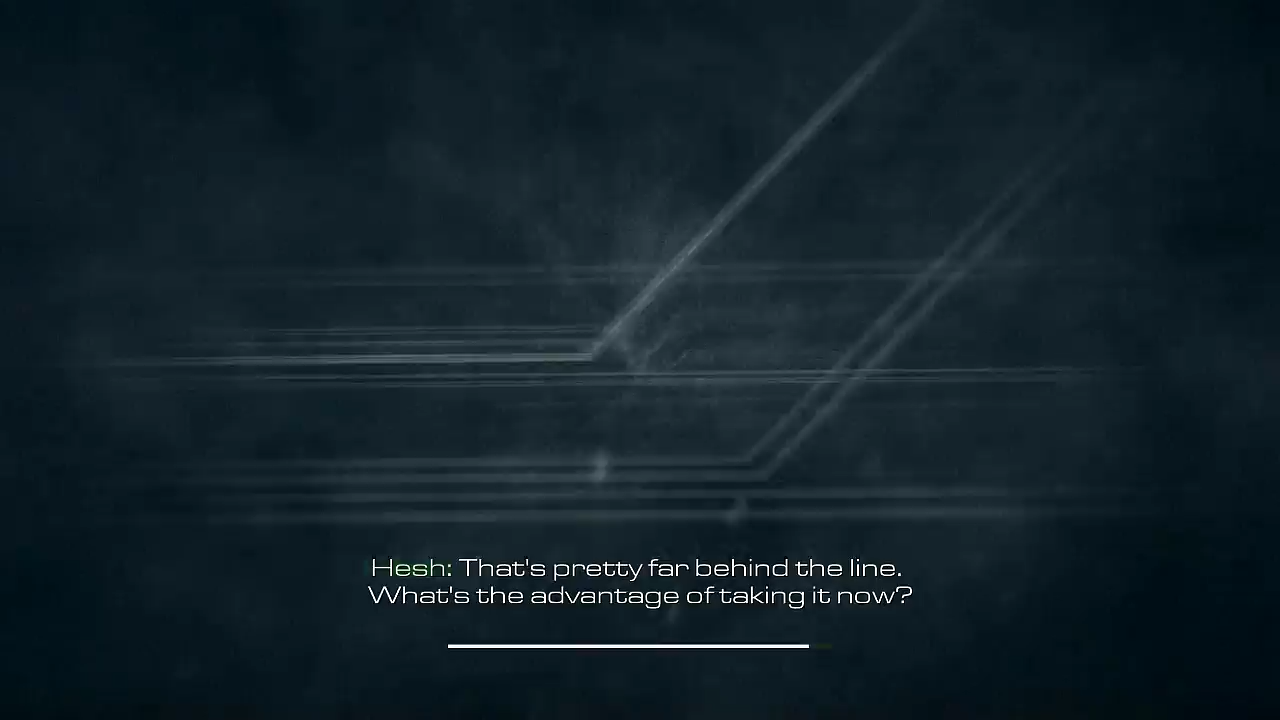 Hesh: That's pretty far behind the line.
What's the advantage of taking it now?